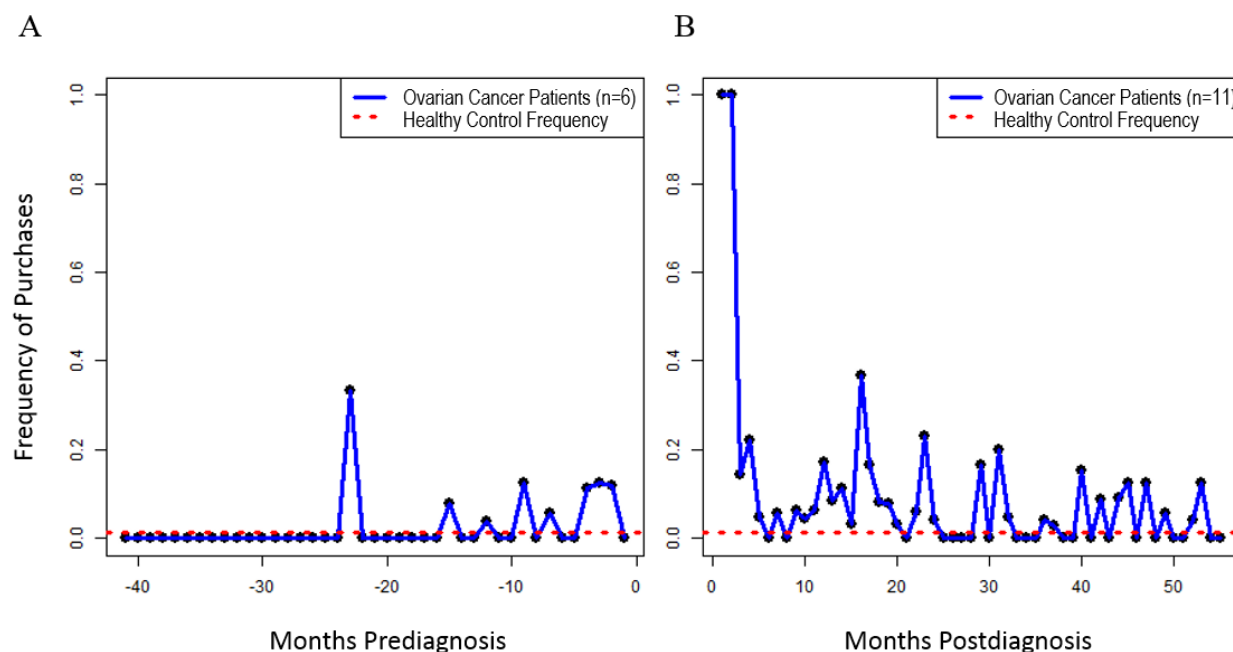 A
B
Ovarian Cancer Patients (n=6)
Healthy Control Frequency
Ovarian Cancer Patients (n=11)
Healthy Control Frequency
Frequency of Purchases
1.0
0.8
0.6
0.4
0.2
0.0
1.0
0.8
0.6
0.4
0.2
0.0
-40 -30 -20 -10 0
0 10 20 30 40 50
Months Prediagnosis
Months Postdiagnosis